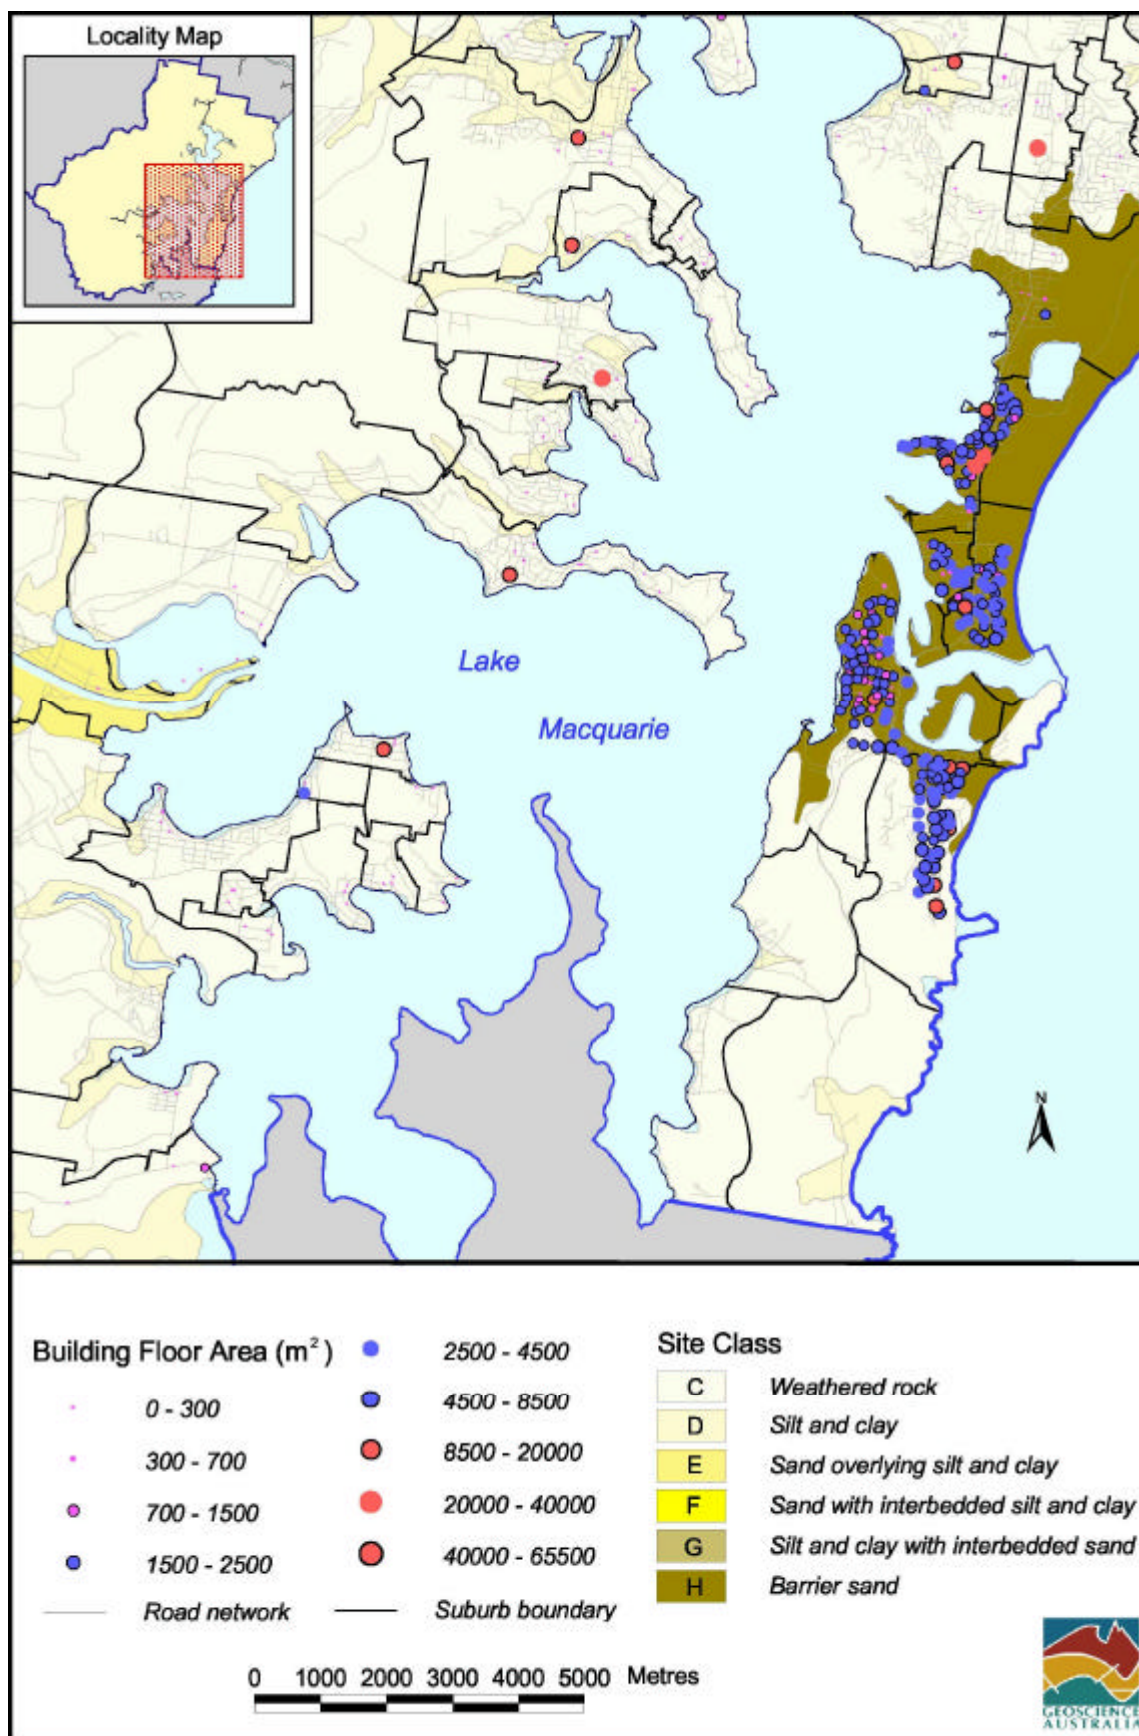 Locality Map
Lake
Macquarie
N
Building Floor Area (m²)
0 - 300
300 - 700
700 - 1500
1500 - 2500
2500 - 4500
4500 - 8500
8500 - 20000
20000 - 40000
40000 - 65500
Road network
Suburb boundary
Site Class
C Weathered rock
D Silt and clay
E Sand overlying silt and clay
F Sand with interbedded silt and clay
G Silt and clay with interbedded sand
H Barrier sand
0 1000 2000 3000 4000 5000 Metres
GEOSCIENCE
AUSTRALIA